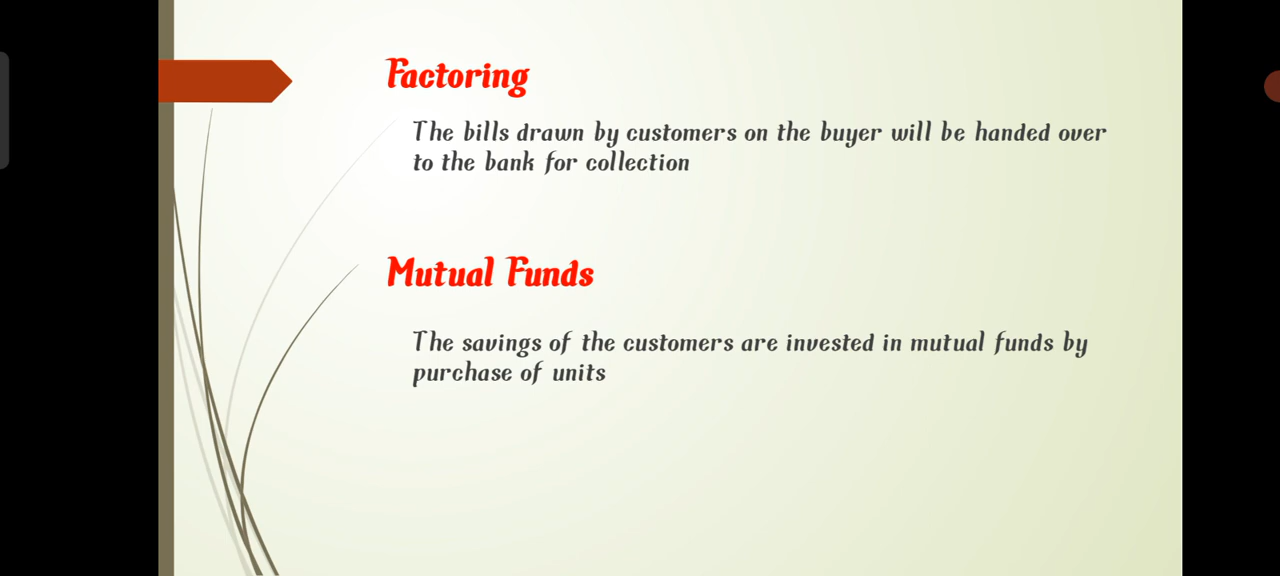 Factoring
The bills drawn by customers on the buyer will be handed over
to the bank for collection
Mutual Funds
The savings of the customers are invested in mutual funds by
purchase of units